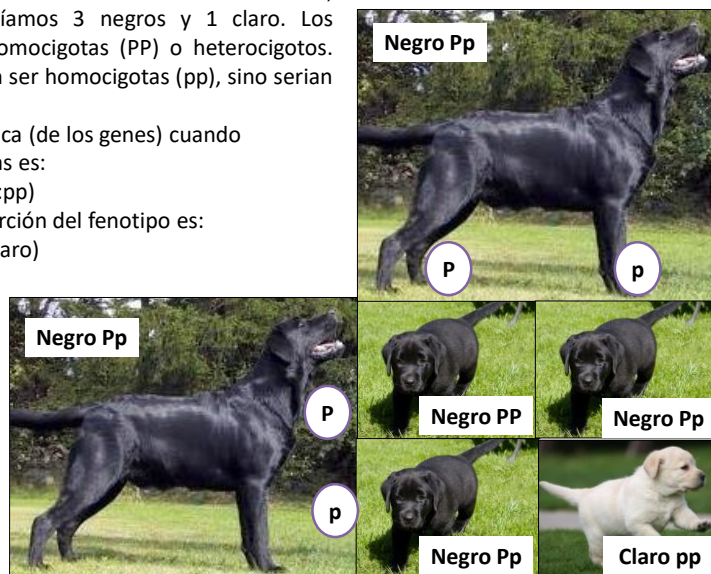 íamos 3 negros y 1 claro. Los
omocigotas (PP) o heterocigotos.
ser homocigotas (pp), sino serian
ca (de los genes) cuando
as es:
:pp)
rción del fenotipo es:
aro)
Negro Pp
P
p
Negro Pp
P
p
Negro PP
Negro Pp
Negro Pp
Claro pp